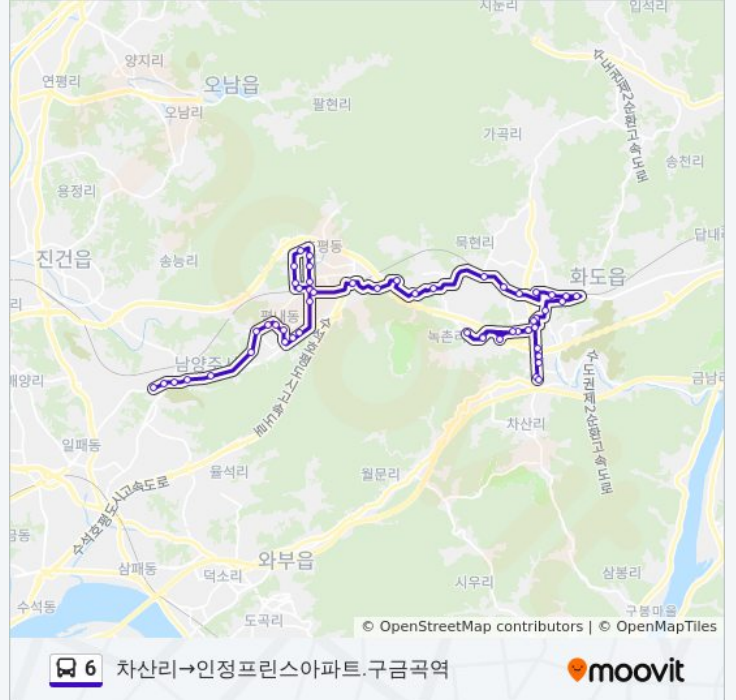 지둔리
입석리
양지리
수도권제2순환고속도로
연평리
오남읍
팔현리
오남리
가곡리
송천리
용정리
평동
묵현리
답내리
진건읍
송능리
화도읍
리
평내동
녹촌리
수석호평도시고속도로
남양주시
해양리
금남리
수도권제2순환고속도로
차산리
일패동
율석리
월문리
수석호평도시고속도로
금동
와부읍
삼패동
덕소리
시우리
삼봉리
수석동
구봉마을
도곡리
© OpenStreetMap contributors | © OpenMapTiles
6 차산리→인정프린스아파트.구금곡역
moovit